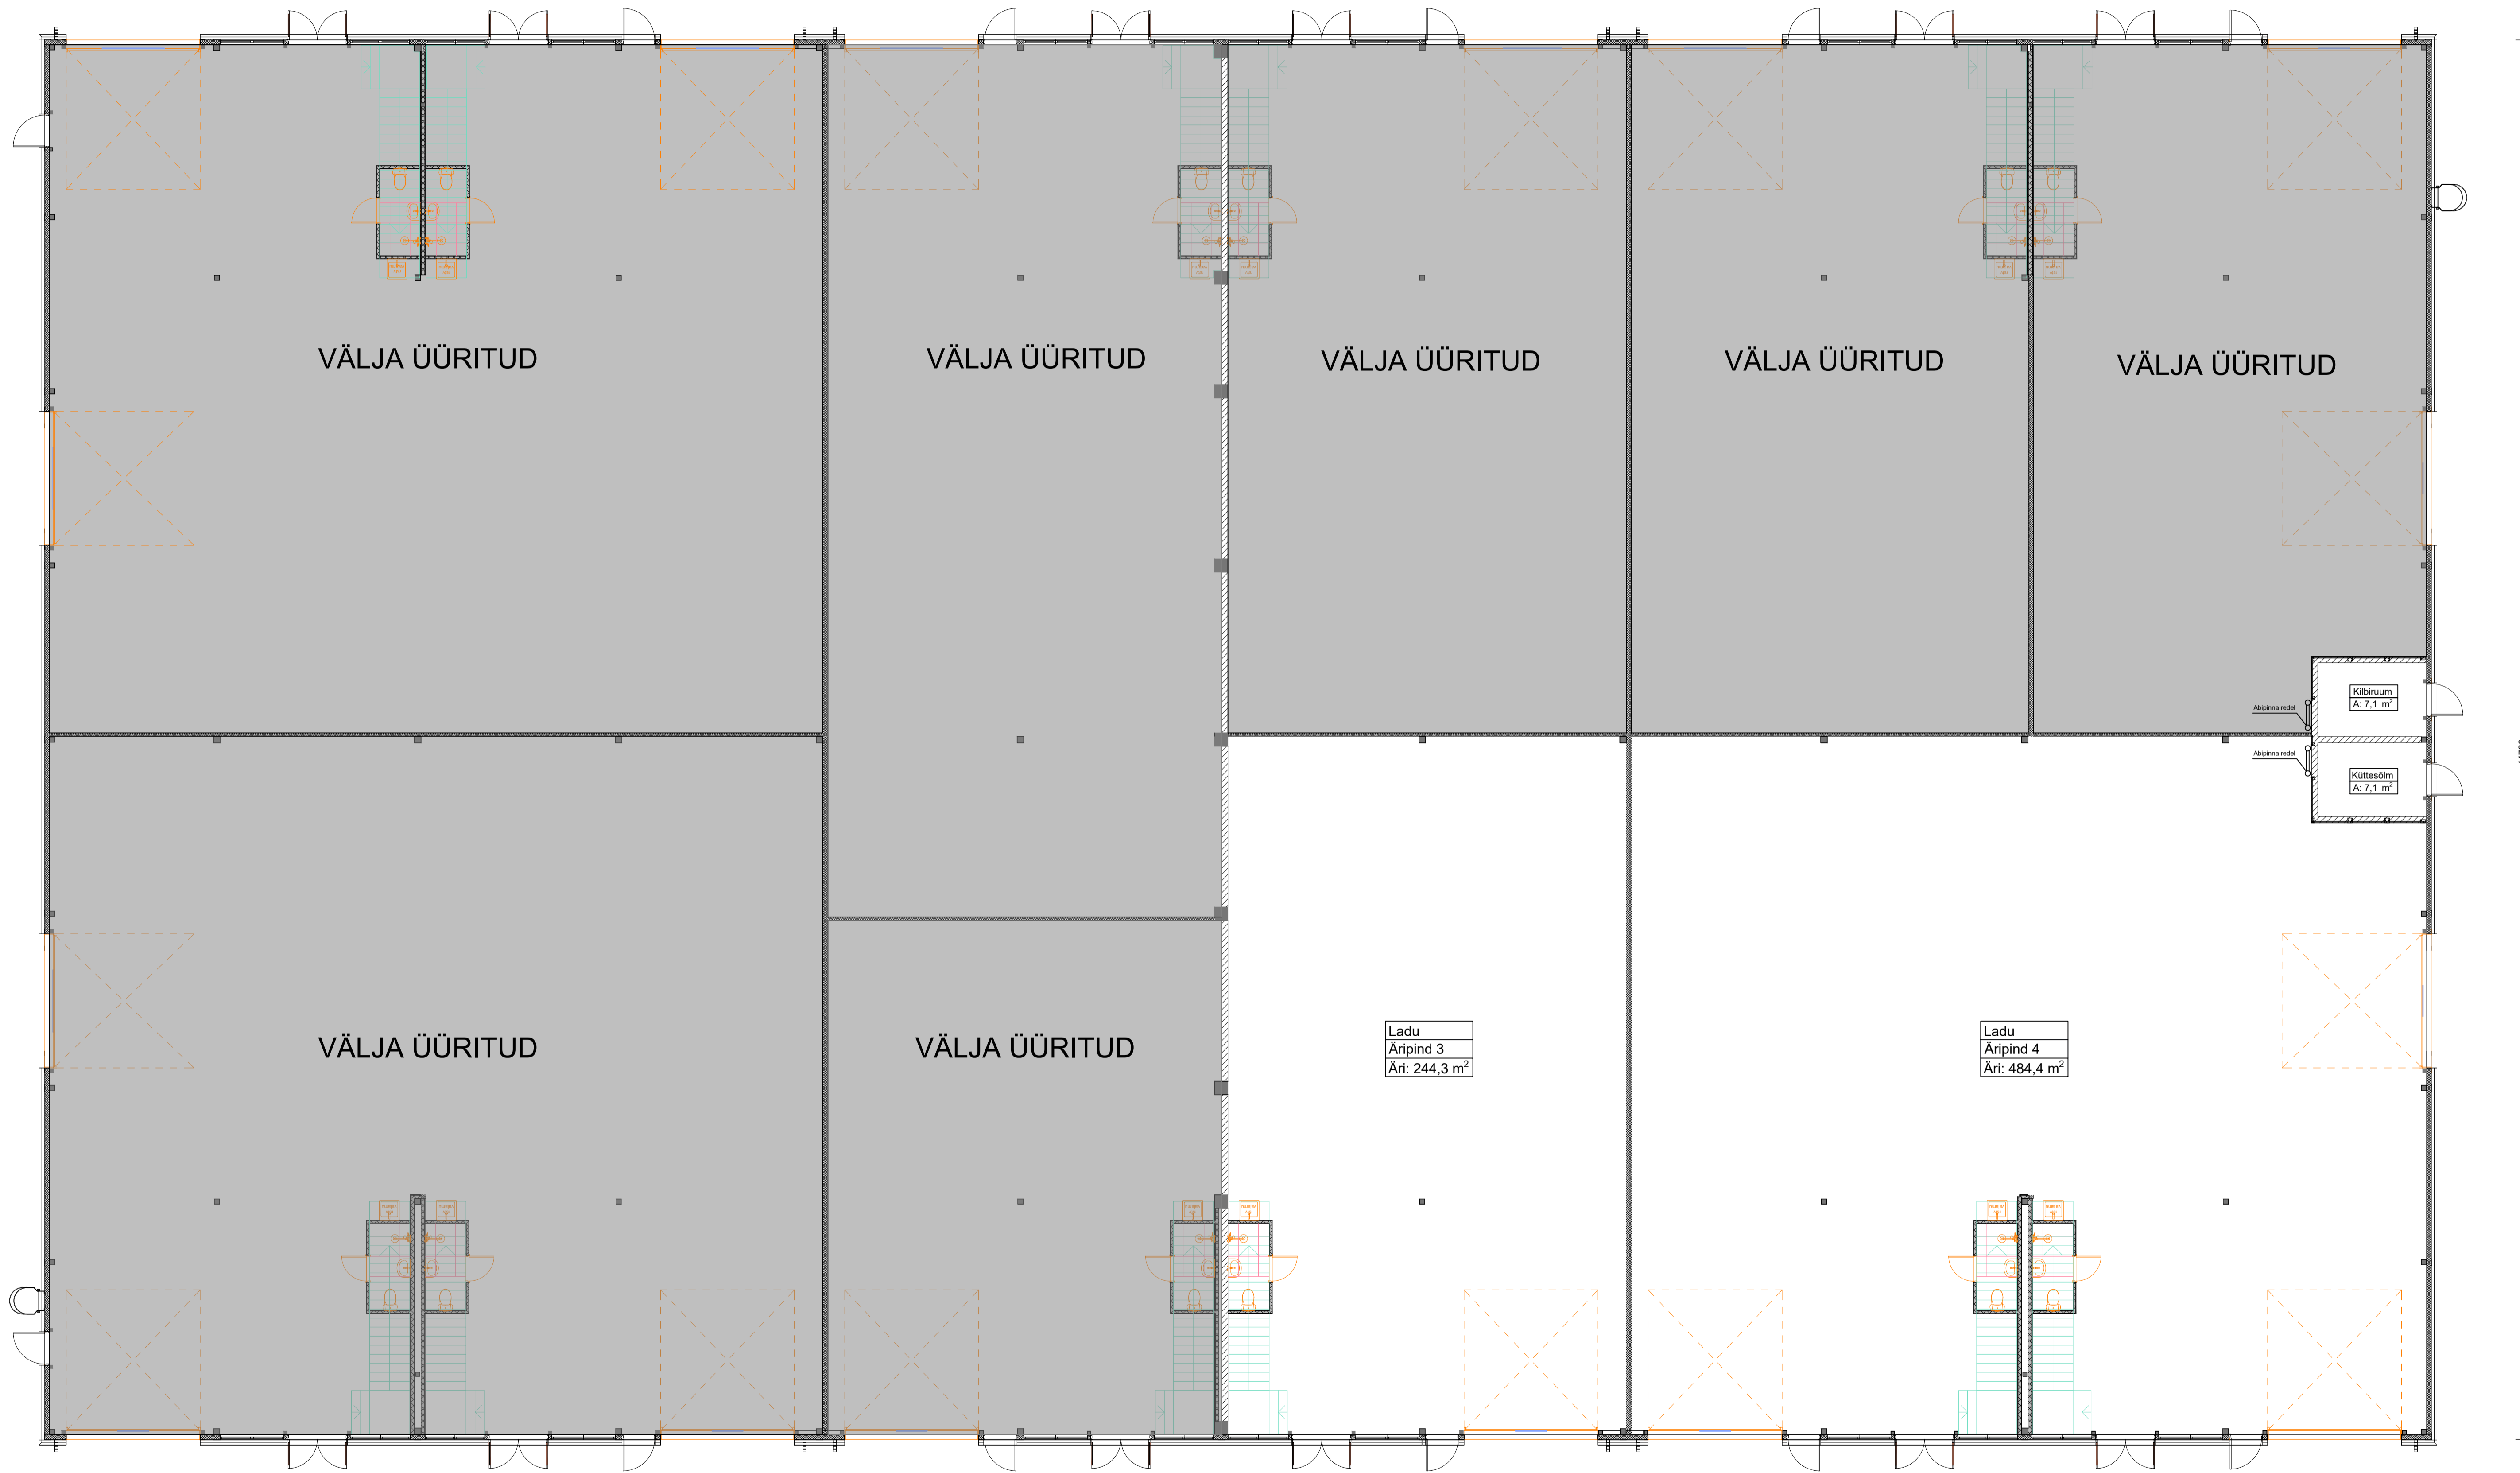 VÄLJA ÜÜRITUD
VÄLJA ÜÜRITUD
VÄLJA ÜÜRITUD
VÄLJA ÜÜRITUD
VÄLJA ÜÜRITUD
Kilbiruum
A: 7,1 m²
Abipinna redel
Abipinna redel
Küttesõlm
A: 7,1 m²
VÄLJA ÜÜRITUD
VÄLJA ÜÜRITUD
Ladu
Äripind 3
Äri: 244,3 m²
Ladu
Äripind 4
Äri: 484,4 m²